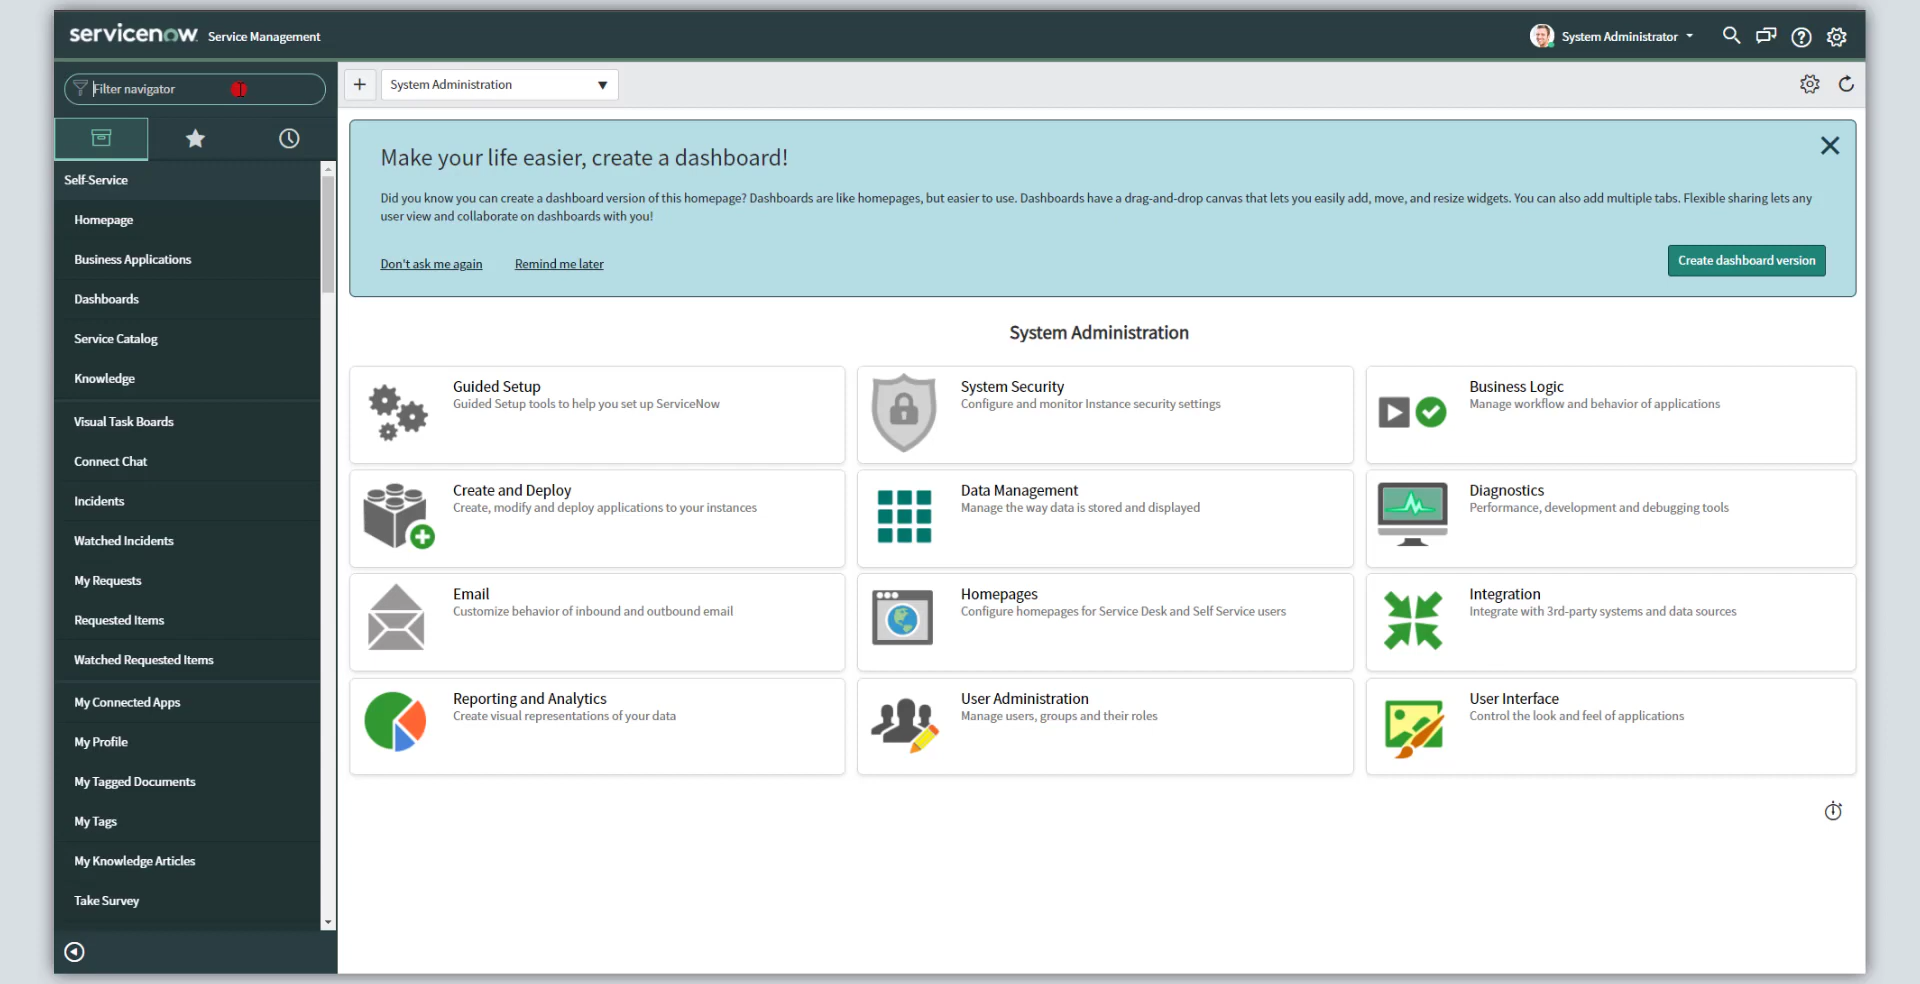 servicenow Service Management
System Administrator
Filter navigator
System Administration
Self-Service
Homepage
Business Applications
Dashboards
Service Catalog
Knowledge
Visual Task Boards
Connect Chat
Incidents
Watched Incidents
My Requests
Requested Items
Watched Requested Items
My Connected Apps
My Profile
My Tagged Documents
My Tags
My Knowledge Articles
Take Survey
Make your life easier, create a dashboard!
Did you know you can create a dashboard version of this homepage? Dashboards are like homepages, but easier to use. Dashboards have a drag-and-drop canvas that lets you easily add, move, and resize widgets. You can also add multiple tabs. Flexible sharing lets any
user view and collaborate on dashboards with you!
Don't ask me again
Remind me later
Create dashboard version
System Administration
Guided Setup
Guided Setup tools to help you set up ServiceNow
System Security
Configure and monitor Instance security settings
Business Logic
Manage workflow and behavior of applications
Create and Deploy
Create, modify and deploy applications to your instances
Data Management
Manage the way data is stored and displayed
Diagnostics
Performance, development and debugging tools
Email
Customize behavior of inbound and outbound email
Homepages
Configure homepages for Service Desk and Self Service users
Integration
Integrate with 3rd-party systems and data sources
Reporting and Analytics
Create visual representations of your data
User Administration
Manage users, groups and their roles
User Interface
Control the look and feel of applications